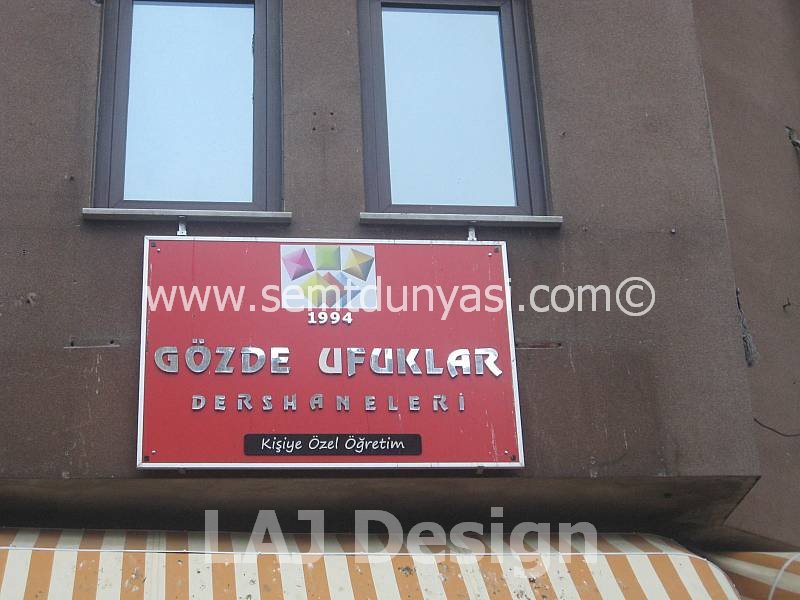 www.semtdunyasi.com©
1994
GÖZDE UFUKLAR
DERSHANELERİ
Kişiye Özel Öğretim
LAJ Design